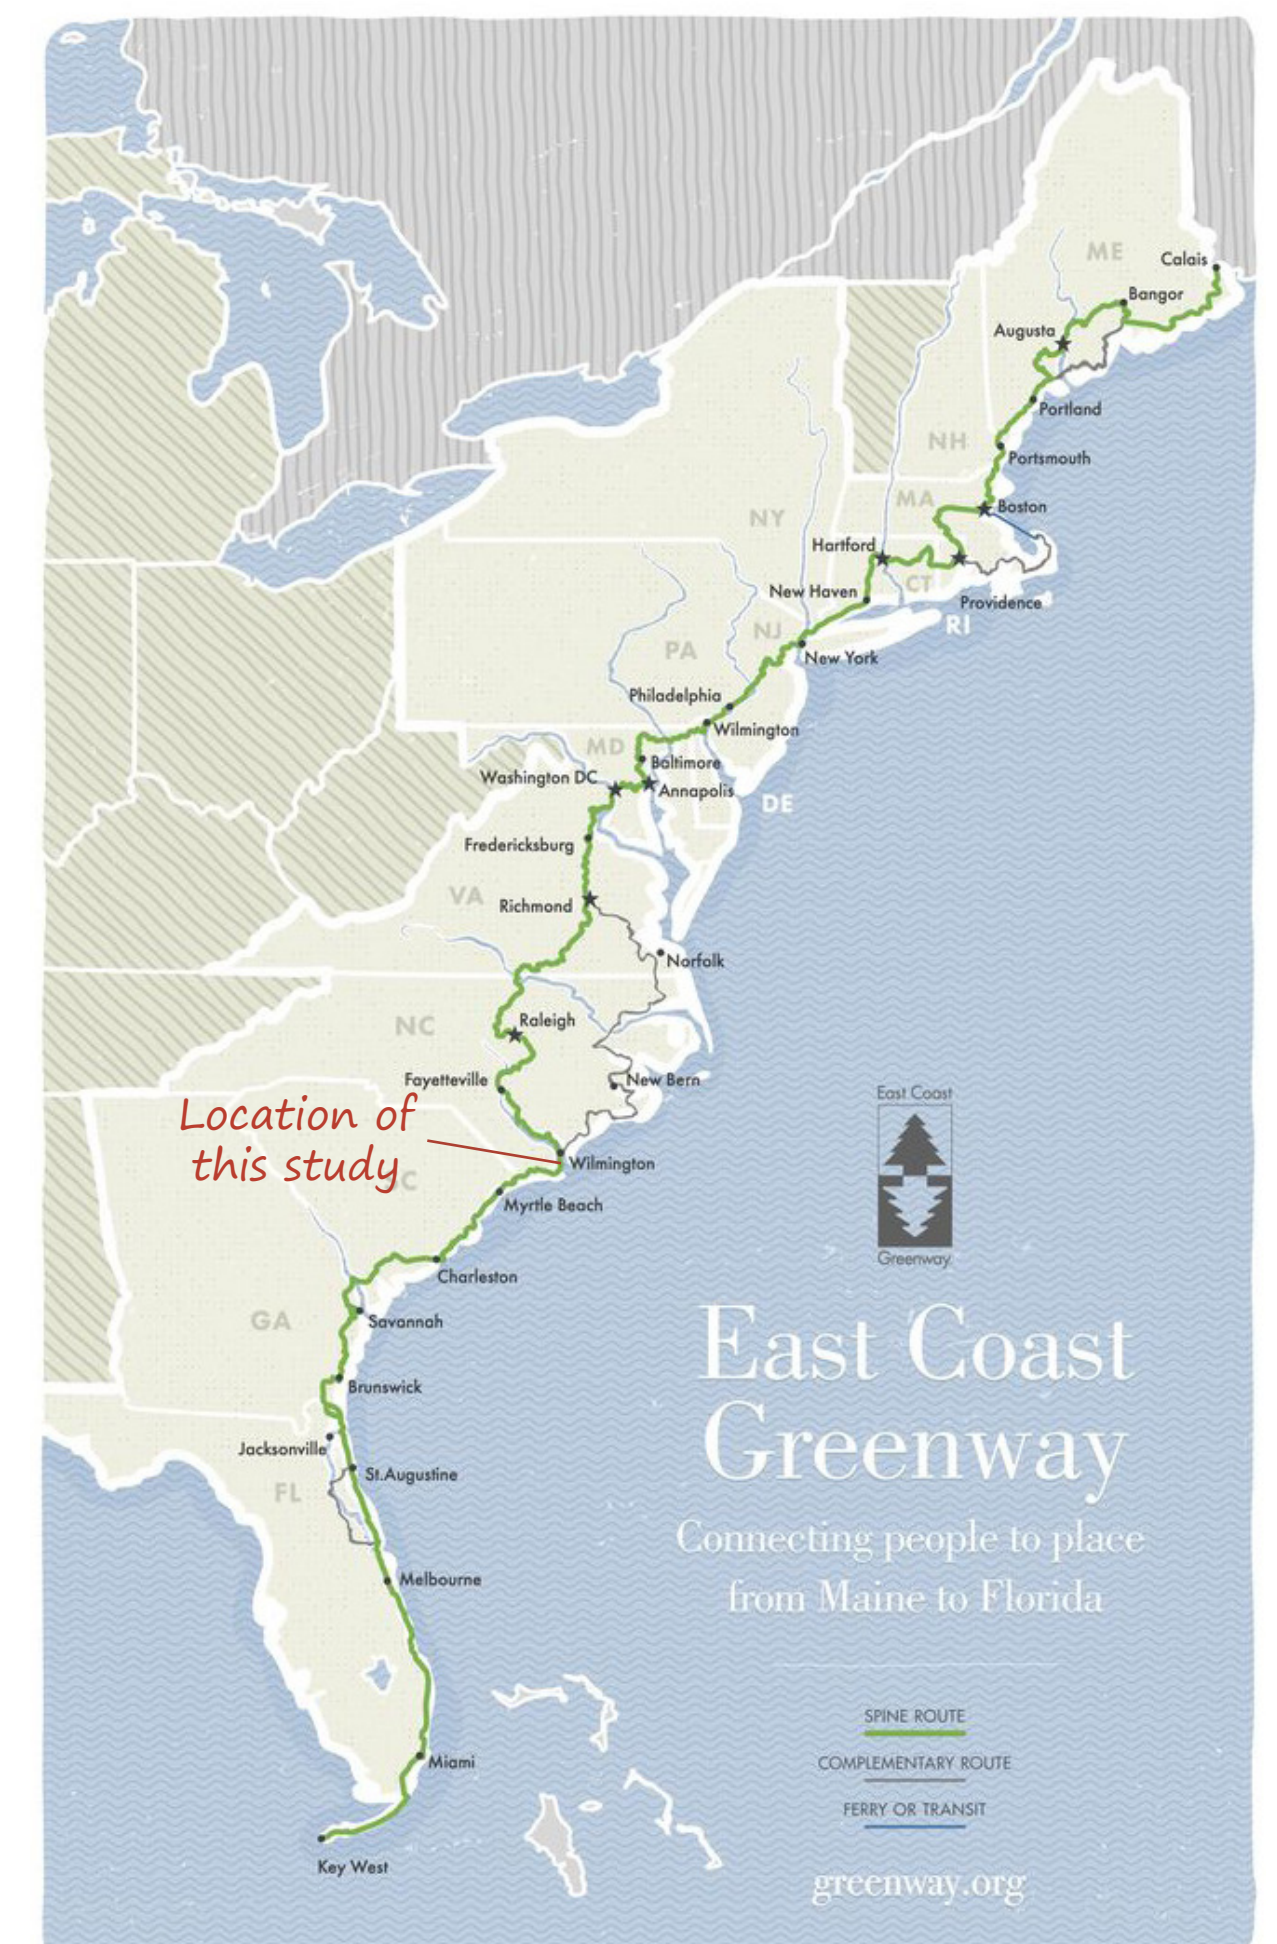 ME
Calais
Bangor
Augusta
Portland
NH
Portsmouth
MA
Boston
NY
Hartford
CT
New Haven
Providence
RI
NJ
PA
New York
Philadelphia
Wilmington
MD
Baltimore
Washington DC
Annapolis
DE
Fredericksburg
VA
Richmond
Norfolk
NC
Raleigh
Fayetteville
New Bern
Location of
this study
SC
Wilmington
Myrtle Beach
Charleston
GA
Savannah
Brunswick
Jacksonville
St.Augustine
FL
Melbourne
Miami
Key West
East Coast
Greenway
East Coast
Greenway
Connecting people to place
from Maine to Florida
SPINE ROUTE
COMPLEMENTARY ROUTE
FERRY OR TRANSIT
greenway.org